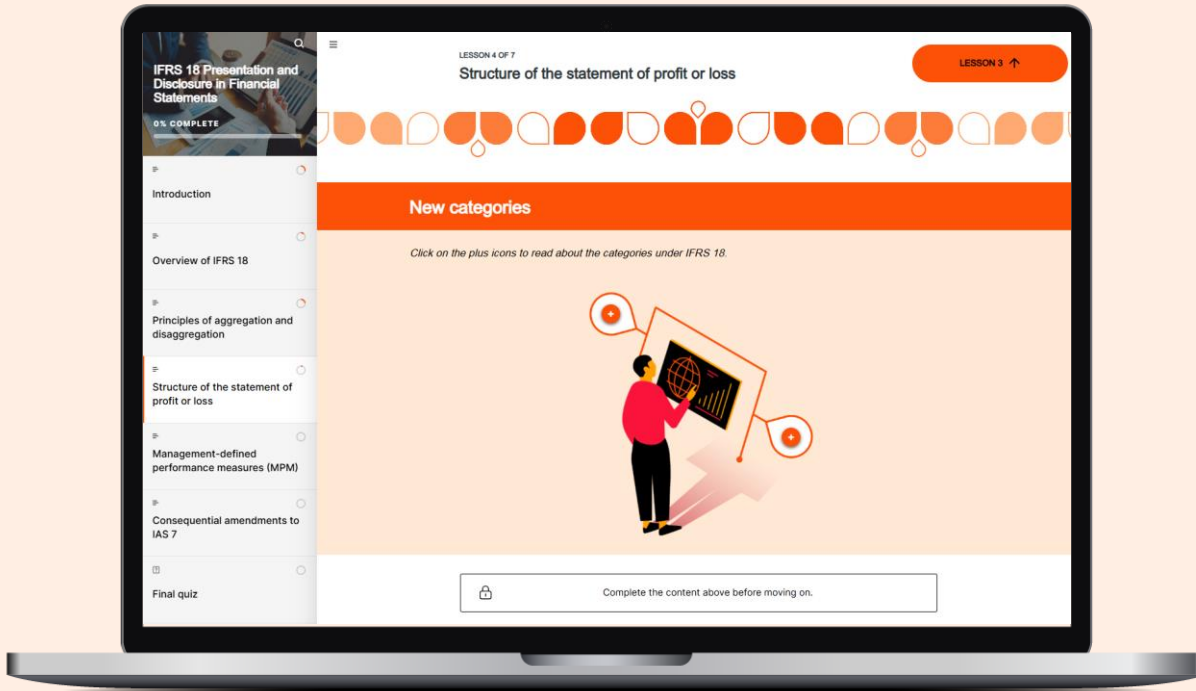 IFRS 18 Presentation and
Disclosure in Financial
Statements
0% COMPLETE
Introduction
Overview of IFRS 18
Principles of aggregation and
disaggregation
Structure of the statement of
profit or loss
Management-defined
performance measures (MPM)
Consequential amendments to
IAS 7
Final quiz
LESSON 4 OF 7
Structure of the statement of profit or loss
LESSON 3 ↑
New categories
Click on the plus icons to read about the categories under IFRS 18.
Complete the content above before moving on.